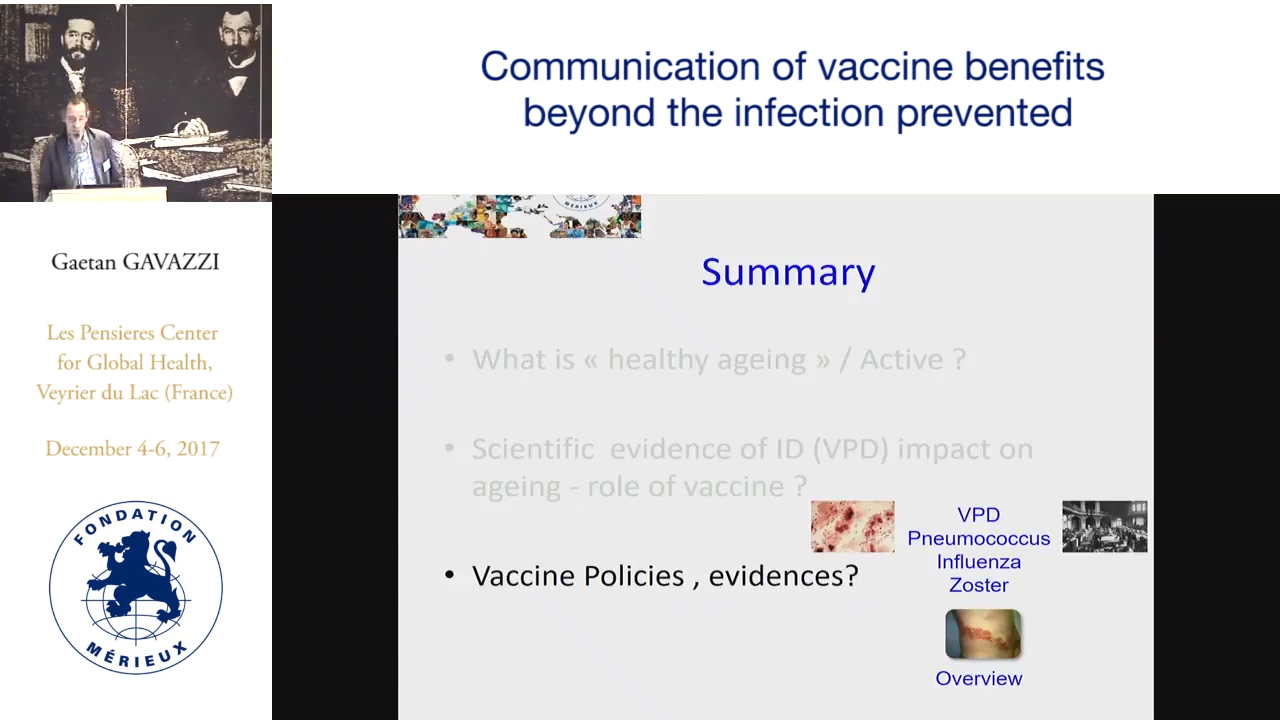 Communication of vaccine benefits
beyond the infection prevented
Gaetan GAVAZZI
Les Pensieres Center
for Global Health,
Veyrier du Lac (France)
December 4-6, 2017
FONDATION
MÉRIEUX
MÉRIEUX
Summary
• What is « healthy ageing » / Active ?
• Scientific evidence of ID (VPD) impact on
ageing - role of vaccine ?
VPD
Pneumococcus
Influenza
Zoster
• Vaccine Policies , evidences?
Overview